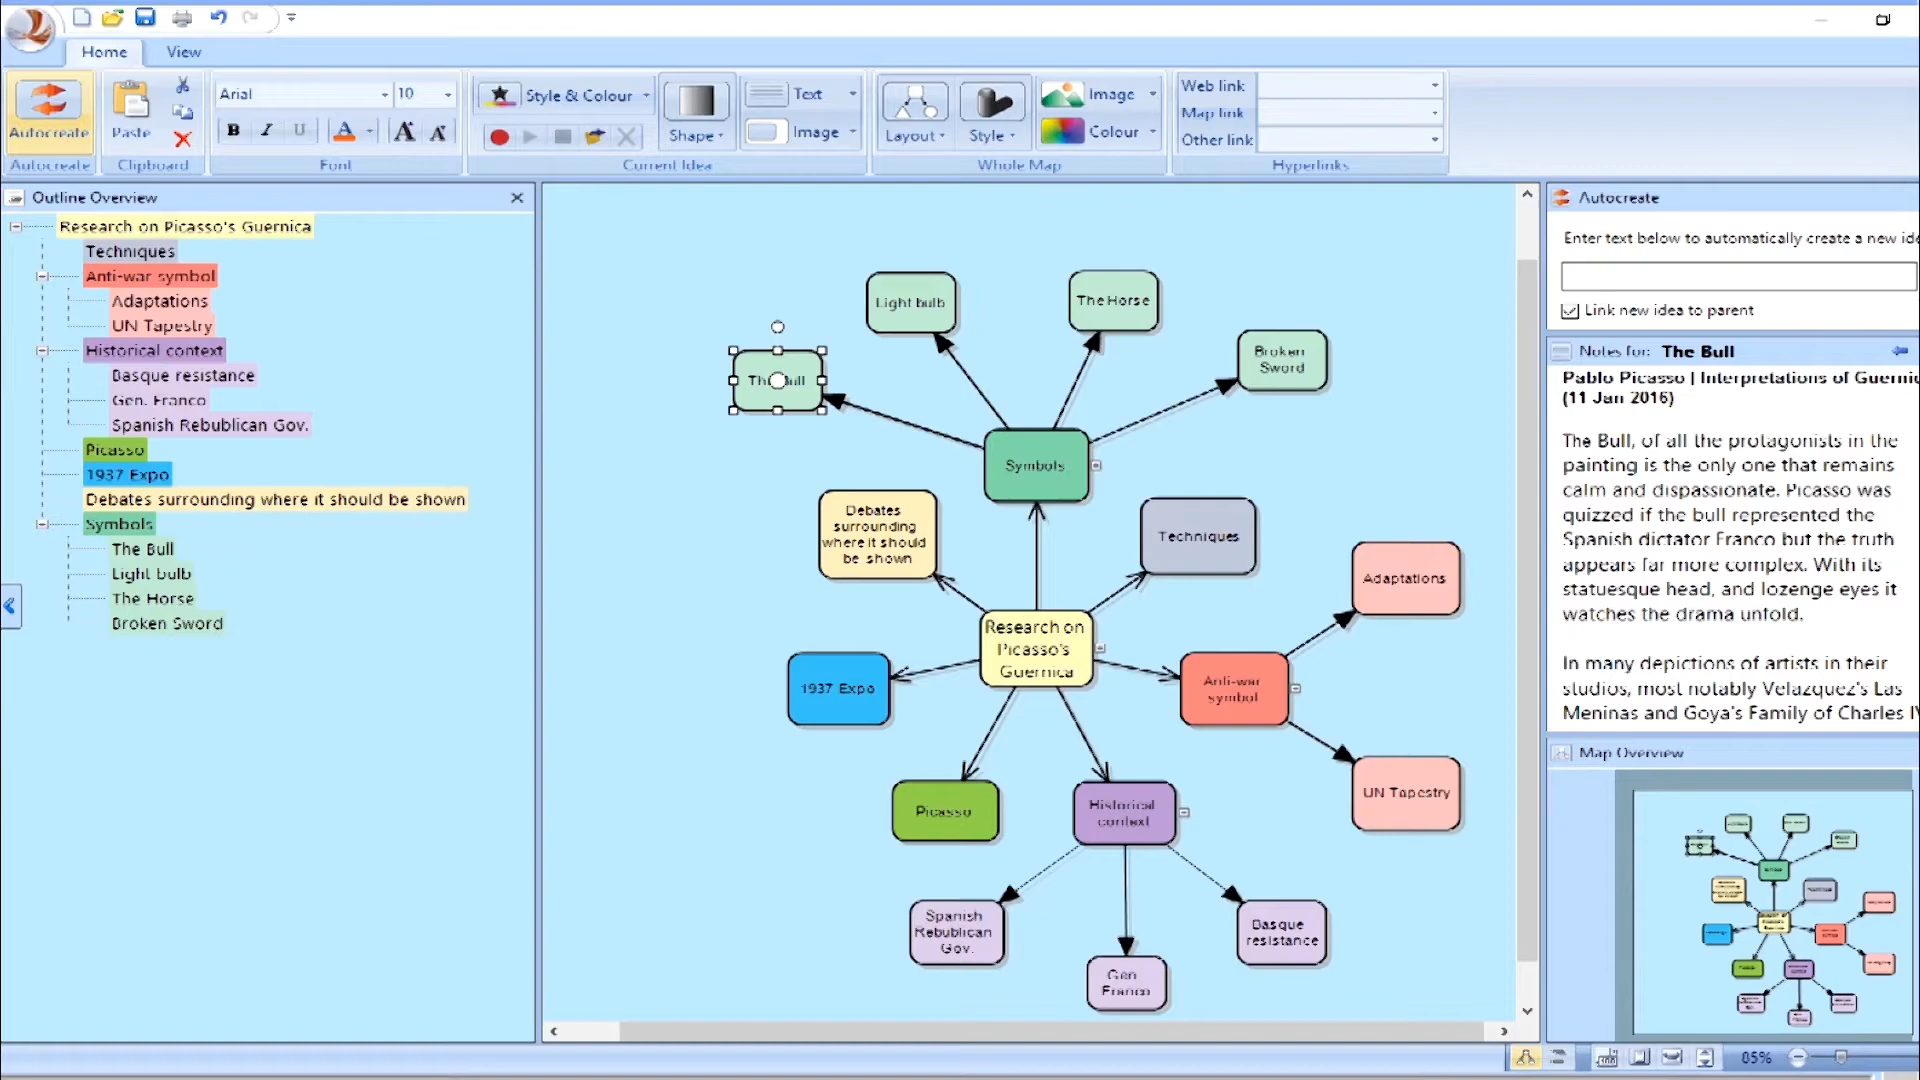 Home View
Autocreate
Paste
Arial 10
B I U A A A
Style & Colour
Shape
Text
Image
Layout
Style
Image
Colour
Web link
Map link
Other link
Autocreate Clipboard Font Current Idea Whole Map Hyperlinks
Outline Overview
Research on Picasso's Guernica
Techniques
Anti-war symbol
Adaptations
UN Tapestry
Historical context
Basque resistance
Gen. Franco
Spanish Rebublican Gov.
Picasso
1937 Expo
Debates surrounding where it should be shown
Symbols
The Bull
Light bulb
The Horse
Broken Sword
Light bulb
The Horse
Broken
Sword
Symbols
Debates
surrounding
where it should
be shown
Techniques
Adaptations
Research on
Picasso's
Guernica
1937 Expo
Anti-war
symbol
Picasso
Historical
context
UN Tapestry
Spanish
Rebublican
Gov.
Gen
Franco
Basque
resistance
Autocreate
Enter text below to automatically create a new
Link new idea to parent
Notes for: The Bull
Pablo Picasso | Interpretations of
(11 Jan 2016)
The Bull, of all the protagonists in the
painting is the only one that remains
calm and dispassionate. Picasso was
quizzed if the bull represented the
Spanish dictator Franco but the truth
appears far more complex. With its
statuesque head, and lozenge eyes it
watches the drama unfold.
In many depictions of artists in their
studios, most notably Velazquez's Las
Meninas and Goya's Family of Charles
Map Overview
85%